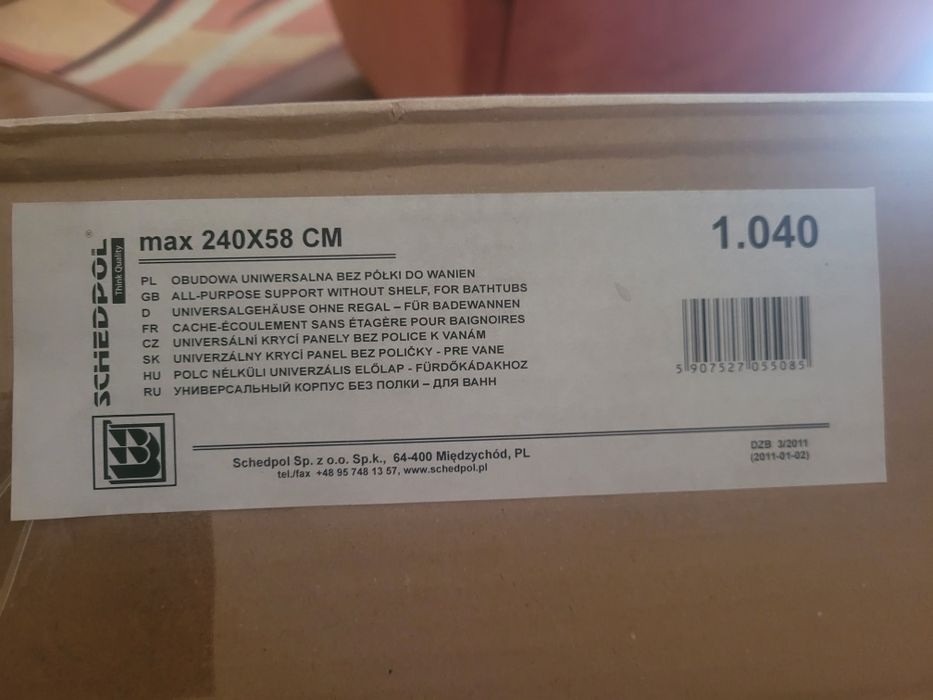 SCHEDPOL®
Think Quality
max 240X58 CM
1.040
PL OBUDOWA UNIWERSALNA BEZ PÓŁKI DO WANIEN
GB ALL-PURPOSE SUPPORT WITHOUT SHELF, FOR BATHTUBS
D UNIVERSALGEHÄUSE OHNE REGAL – FÜR BADEWANNEN
FR CACHE-ÉCOULEMENT SANS ÉTAGÈRE POUR BAIGNOIRES
CZ UNIVERSÁLNI KRYCÍ PANELY BEZ POLICE K VANÁM
SK UNIVERZÁLNY KRYCÍ PANEL BEZ POLIČKY - PRE VANE
HU POLC NÉLKÜLI UNIVERZÁLIS ELŐLAP - FÜRDŐKÁDAKHOZ
RU УНИВЕРСАЛЬНЫЙ КОРПУС БЕЗ ПОЛКИ – ДЛЯ ВАНН
5 907527 055085
Schedpol Sp. z o.o. Sp.k., 64-400 Międzychód, PL
tel./fax +48 95 748 13 57, www.schedpol.pl
DZB 3/2011
(2011-01-02)